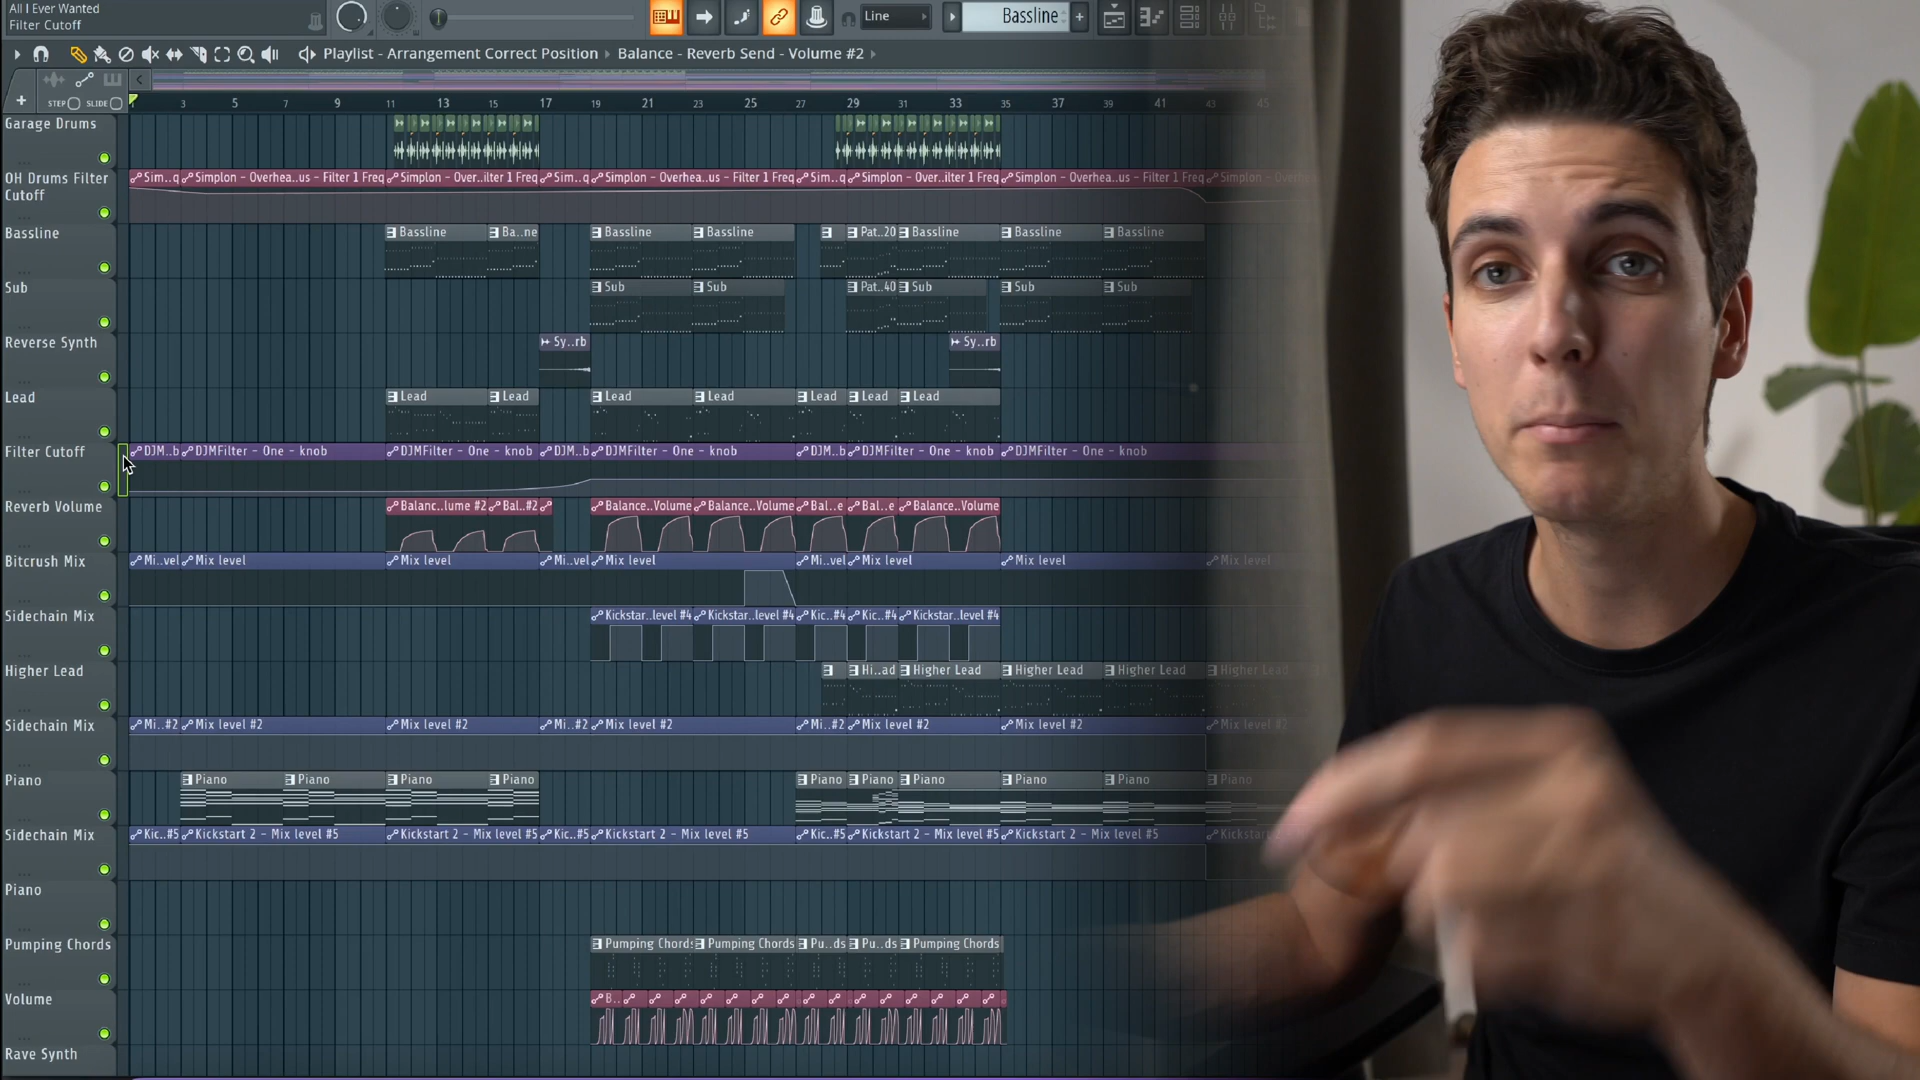 All I Ever Wanted
Filter Cutoff
Line
Bassline
Playlist - Arrangement Correct Position
Balance - Reverb Send - Volume #2
STEP SLIDE
1 3 5 7 9 11 13 15 17 19 21 23 25 27 29 31 33 35 37 39 41 43 45
Garage Drums
OH Drums Filter
Cutoff
Sim..q Simplon - Overhea..us - Filter 1 Freq Simplon - Over..ilter 1 Freq Sim..q Simplon - Overhea..us - Filter 1 Freq Sim..q Simplon - Over..ilter 1 Freq Simplon - Overhea..us - Filter 1 Freq
Bassline
Bassline Ba..ne Bassline Bassline Pat..20 Bassline Bassline Bassline
Sub
Sub Sub Pat..40 Sub Sub Sub
Reverse Synth
Sy..rb Sy..rb
Lead
Lead Lead Lead Lead Lead Lead Lead
Filter Cutoff
DJM..b DJMFilter - One - knob DJMFilter - One - knob DJM..b DJMFilter - One - knob DJM..b DJMFilter - One - knob DJMFilter - One - knob
Reverb Volume
Balanc..lume #2 Bal..#2 Balance..Volume Balance..Volume Bal..e Bal..e Balance..Volume
Bitcrush Mix
Mi..vel Mix level Mix level Mi..vel Mix level Mi..vel Mix level Mix level Mix level
Sidechain Mix
Kickstar..level #4 Kickstar..level #4 Kic..#4 Kic..#4 Kickstar..level #4
Higher Lead
Hi..ad Higher Lead Higher Lead Higher Lead Higher Lead
Sidechain Mix
Mi..#2 Mix level #2 Mix level #2 Mi..#2 Mix level #2 Mi..#2 Mix level #2 Mix level #2 Mix level #2
Piano
Piano Piano Piano Piano Piano Piano Piano Piano Piano Piano
Sidechain Mix
Kic..#5 Kickstart 2 - Mix level #5 Kickstart 2 - Mix level #5 Kic..#5 Kickstart 2 - Mix level #5 Kic..#5 Kickstart 2 - Mix level #5 Kickstart 2 - Mix level #5
Piano
Pumping Chords
Pumping Chords Pumping Chords Pu..ds Pu..ds Pumping Chords
Volume
B..
Rave Synth